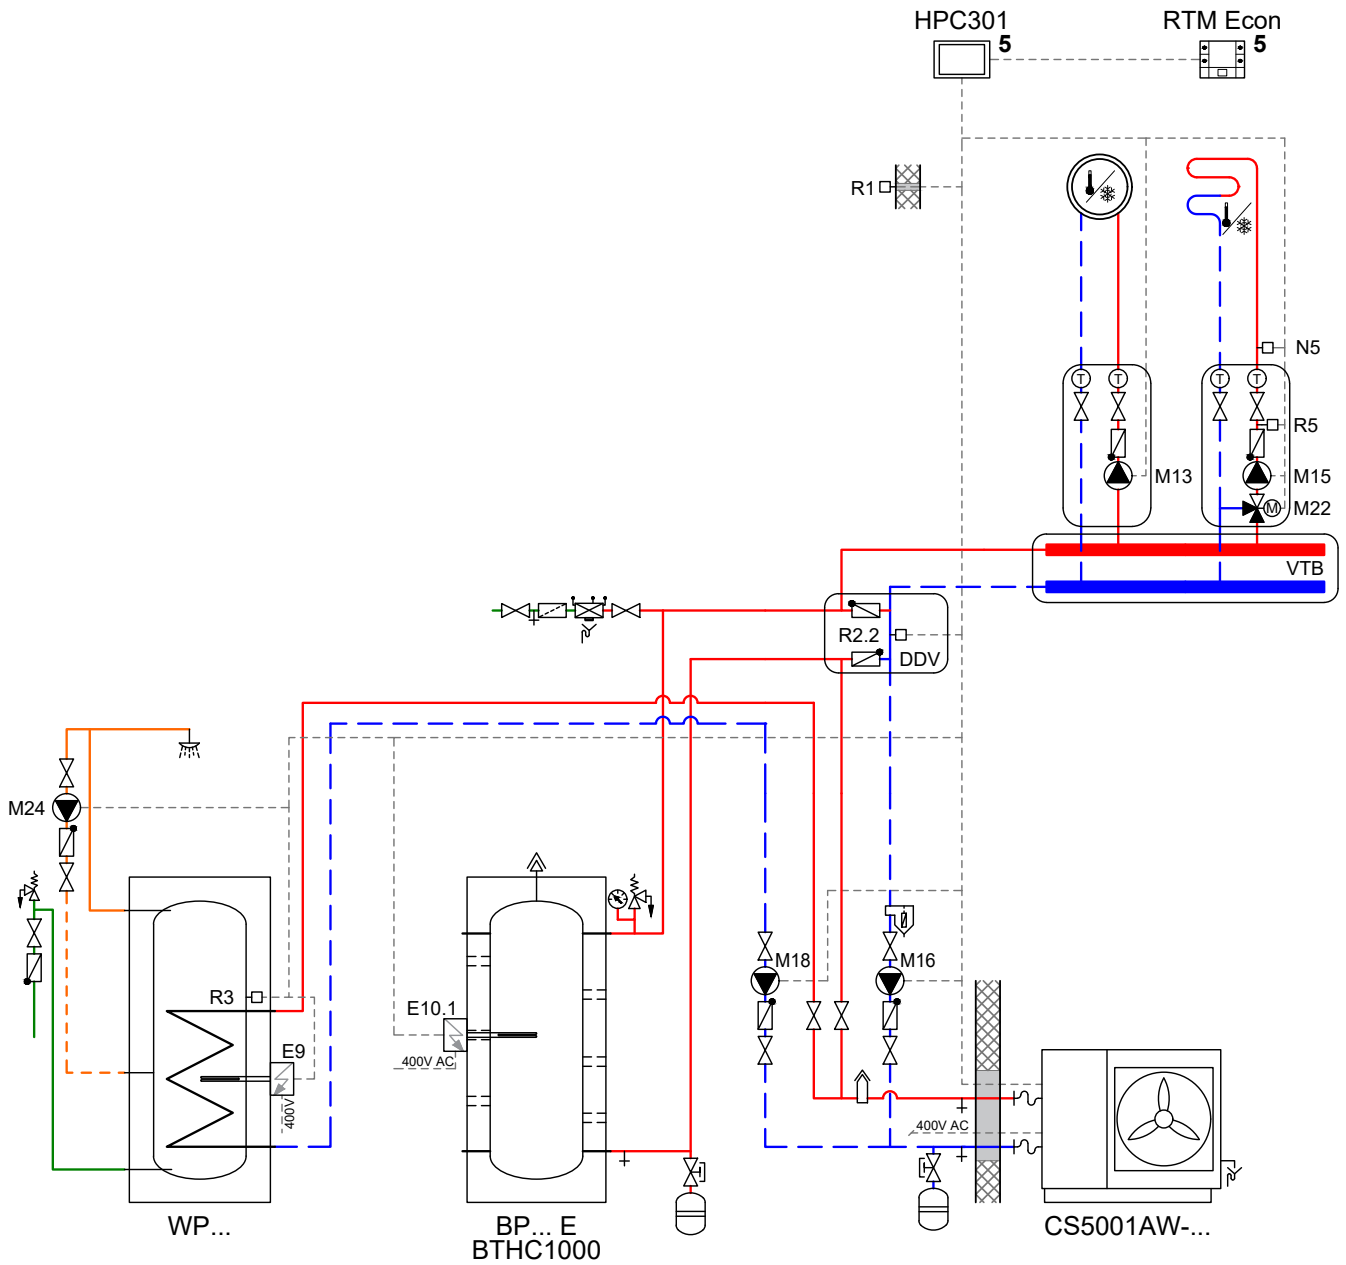 HPC301
5
RTM Econ
5
R1
N5
T
T
T
T
R5
M13
M15
M
M22
VTB
R2.2
DDV
M24
M18
M16
R3
E9
400V
E10.1
400V AC
400V AC
WP...
BP... E
BTHC1000
CS5001AW-...